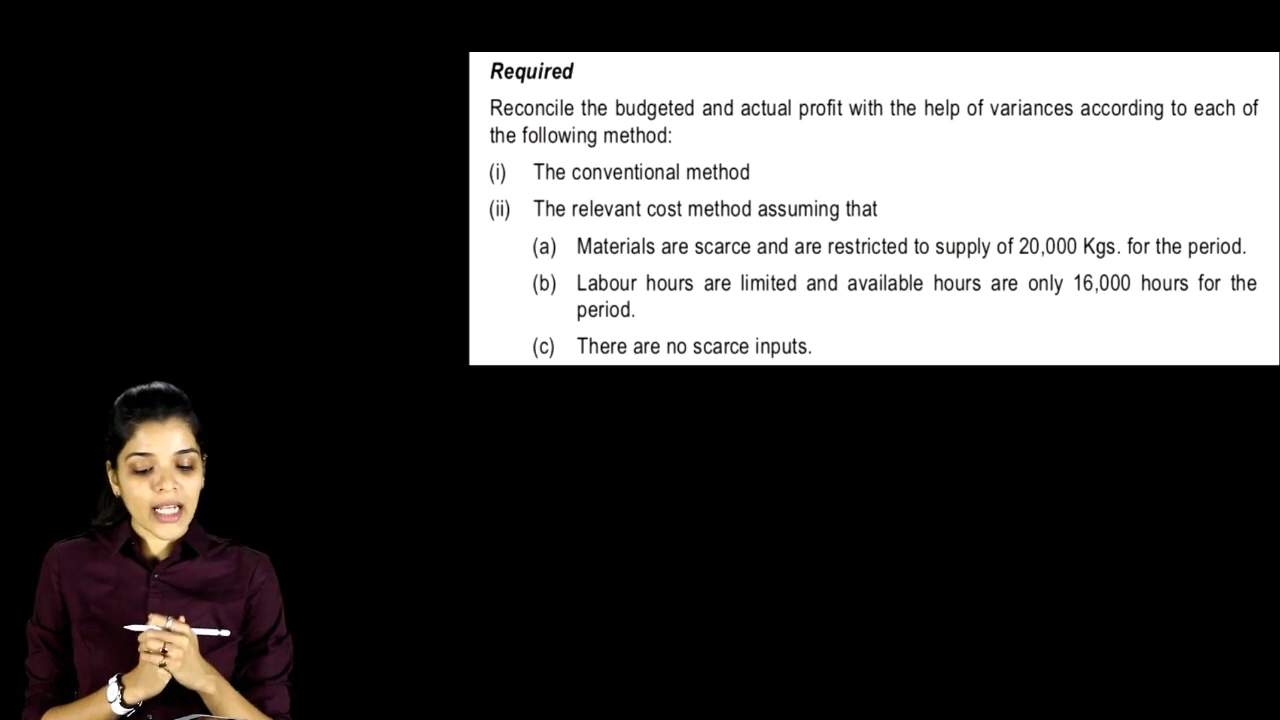 Required
Reconcile the budgeted and actual profit with the help of variances according to each of
the following method:
(i) The conventional method
(ii) The relevant cost method assuming that
(a) Materials are scarce and are restricted to supply of 20,000 Kgs. for the period.
(b) Labour hours are limited and available hours are only 16,000 hours for the
period.
(c) There are no scarce inputs.